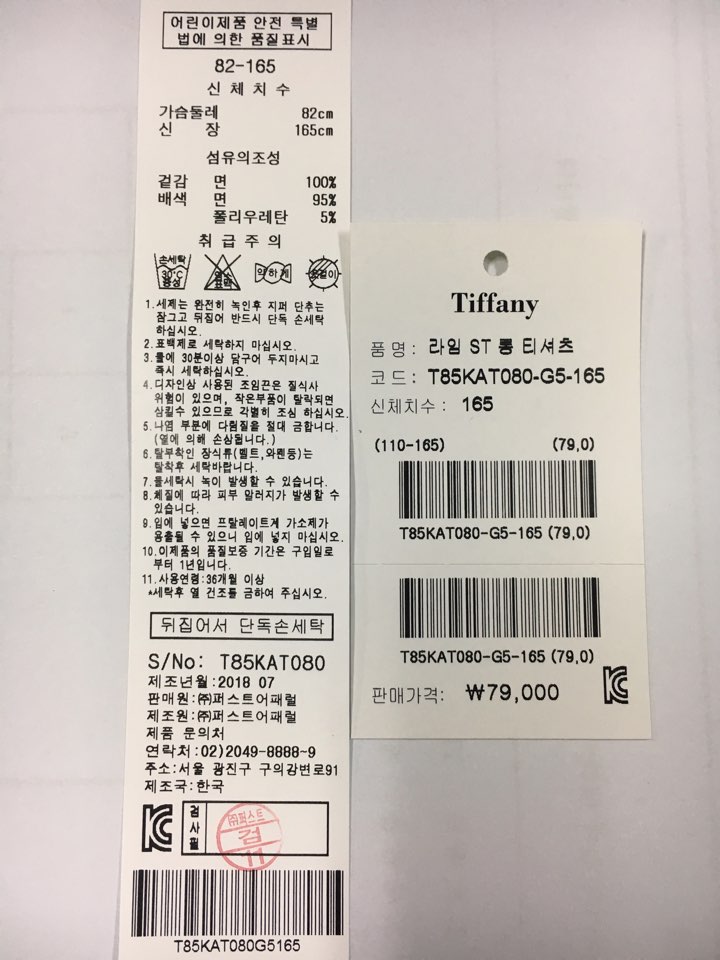 어린이제품 안전 특별
법에 의한 품질표시
82-165
신 체 치 수
가슴둘레 82cm
신 장 165cm
섬유의조성
겉감 면 100%
배색 면 95%
폴리우레탄 5%
취 급 주 의
손세탁
30℃
중성
염소
표백
약하게
1.세제는 완전히 녹인후 지퍼 단추는
잠그고 뒤집어 반드시 단독 손세탁
하십시오.
2.표백제로 세탁하지 마십시오.
3.물에 30분이상 담구어 두지마시고
즉시 세탁하십시오.
4.디자인상 사용된 조임끈은 질식사
위험이 있으며, 작은부품이 탈락되면
삼킬수 있으므로 각별히 조심 하십시오.
5.나염 부분에 다림질을 절대 금합니다.
(열에 의해 손상됩니다.)
6.탈부착인 장식류(벨트,와펜등)는
탈착후 세탁바랍니다.
7.물세탁시 녹이 발생할 수 있습니다.
8.체질에 따라 피부 알러지가 발생할 수
있습니다.
9.입에 넣으면 프탈레이트계 가소제가
용출될 수 있으니 입에 넣지 마십시오.
10.이제품의 품질보증 기간은 구입일로
부터 1년입니다.
11.사용연령:36개월 이상
*세탁후 열 건조를 금하여 주십시오.
뒤집어서 단독손세탁
S/No: T85KAT080
제조년월:2018 07
판매원:㈜퍼스트어패럴
제조원:㈜퍼스트어패럴
제품 문의처
연락처:02)2049-8888~9
주소:서울 광진구 구의강변로91
제조국:한국
KC
검사필
㈜퍼스트
검
11
T85KAT080G5165
Tiffany
품 명: 라임 ST 롱 티셔츠
코 드: T85KAT080-G5-165
신체치수: 165
(110-165) (79,0)
T85KAT080-G5-165 (79,0)
T85KAT080-G5-165 (79,0)
판매가격: ₩79,000
KC